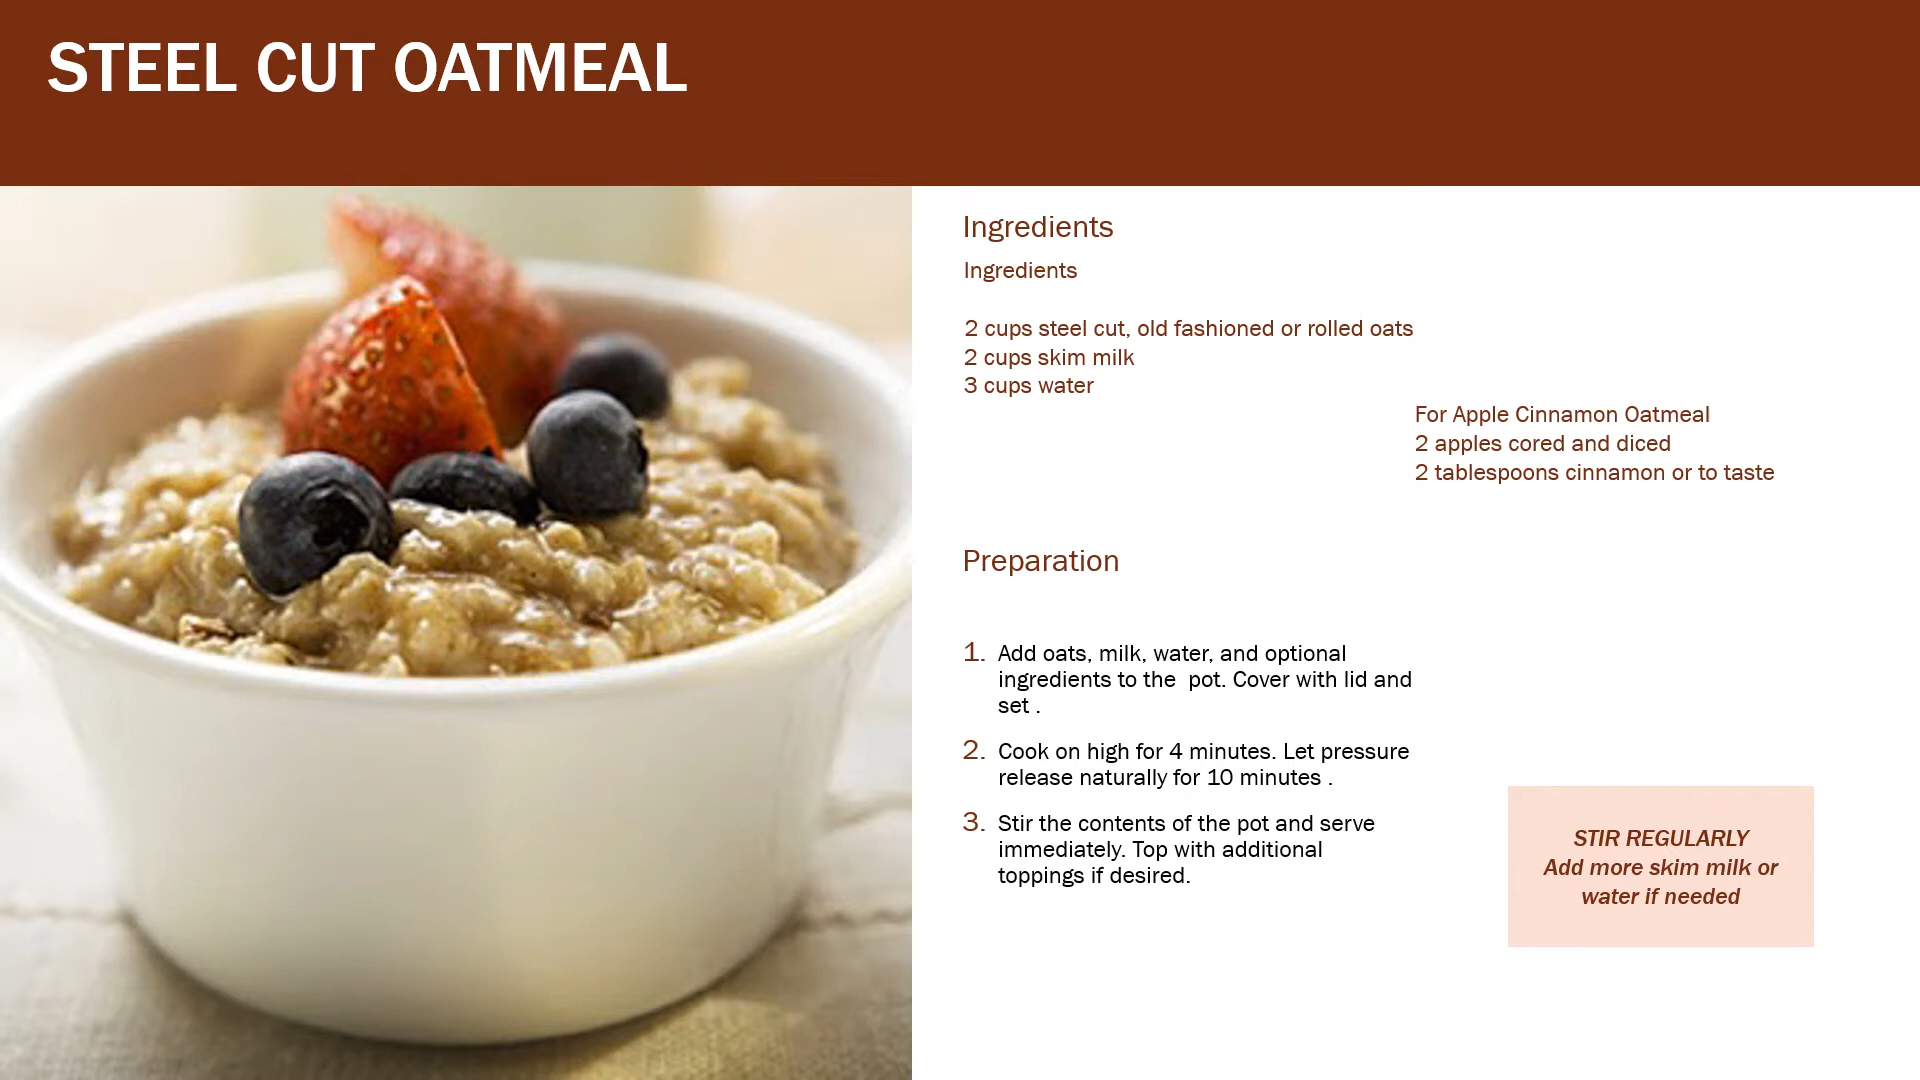 STEEL CUT OATMEAL
Ingredients
Ingredients
2 cups steel cut, old fashioned or rolled oats
2 cups skim milk
3 cups water
For Apple Cinnamon Oatmeal
2 apples cored and diced
2 tablespoons cinnamon or to taste
Preparation
1. Add oats, milk, water, and optional
ingredients to the  pot. Cover with lid and
set .
2. Cook on high for 4 minutes. Let pressure
release naturally for 10 minutes .
3. Stir the contents of the pot and serve
immediately. Top with additional
toppings if desired.
STIR REGULARLY
Add more skim milk or
water if needed